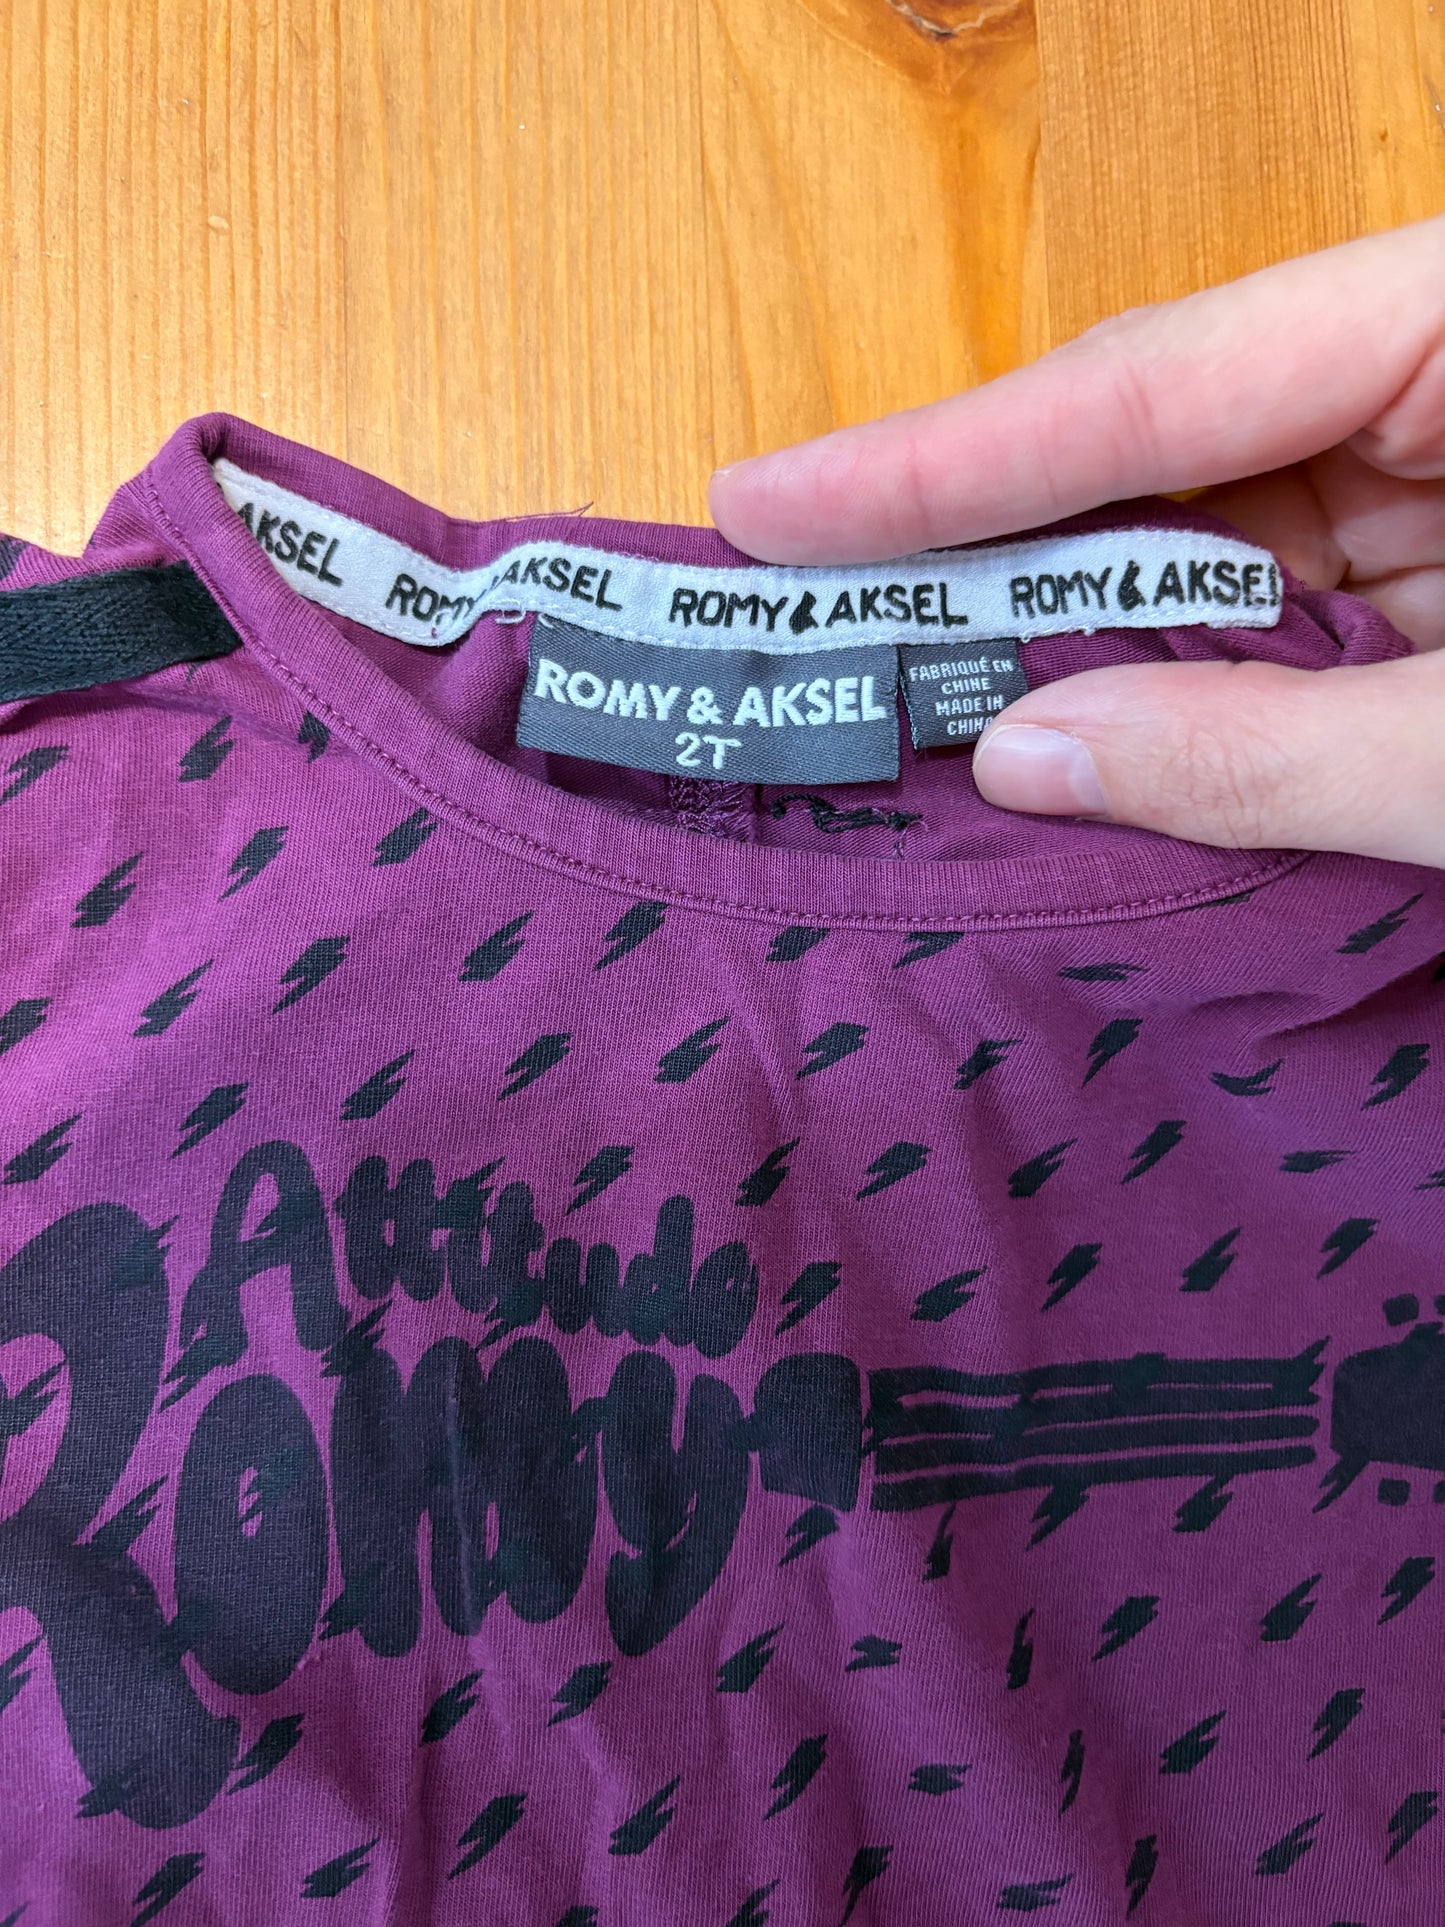 AKSEL ROMY & AKSEL ROMY & AKSEL ROMY & AKSEL
ROMY & AKSEL
2T
FABRIQUÉ EN
CHINE
MADE IN
CHINA
Attitude
Romy